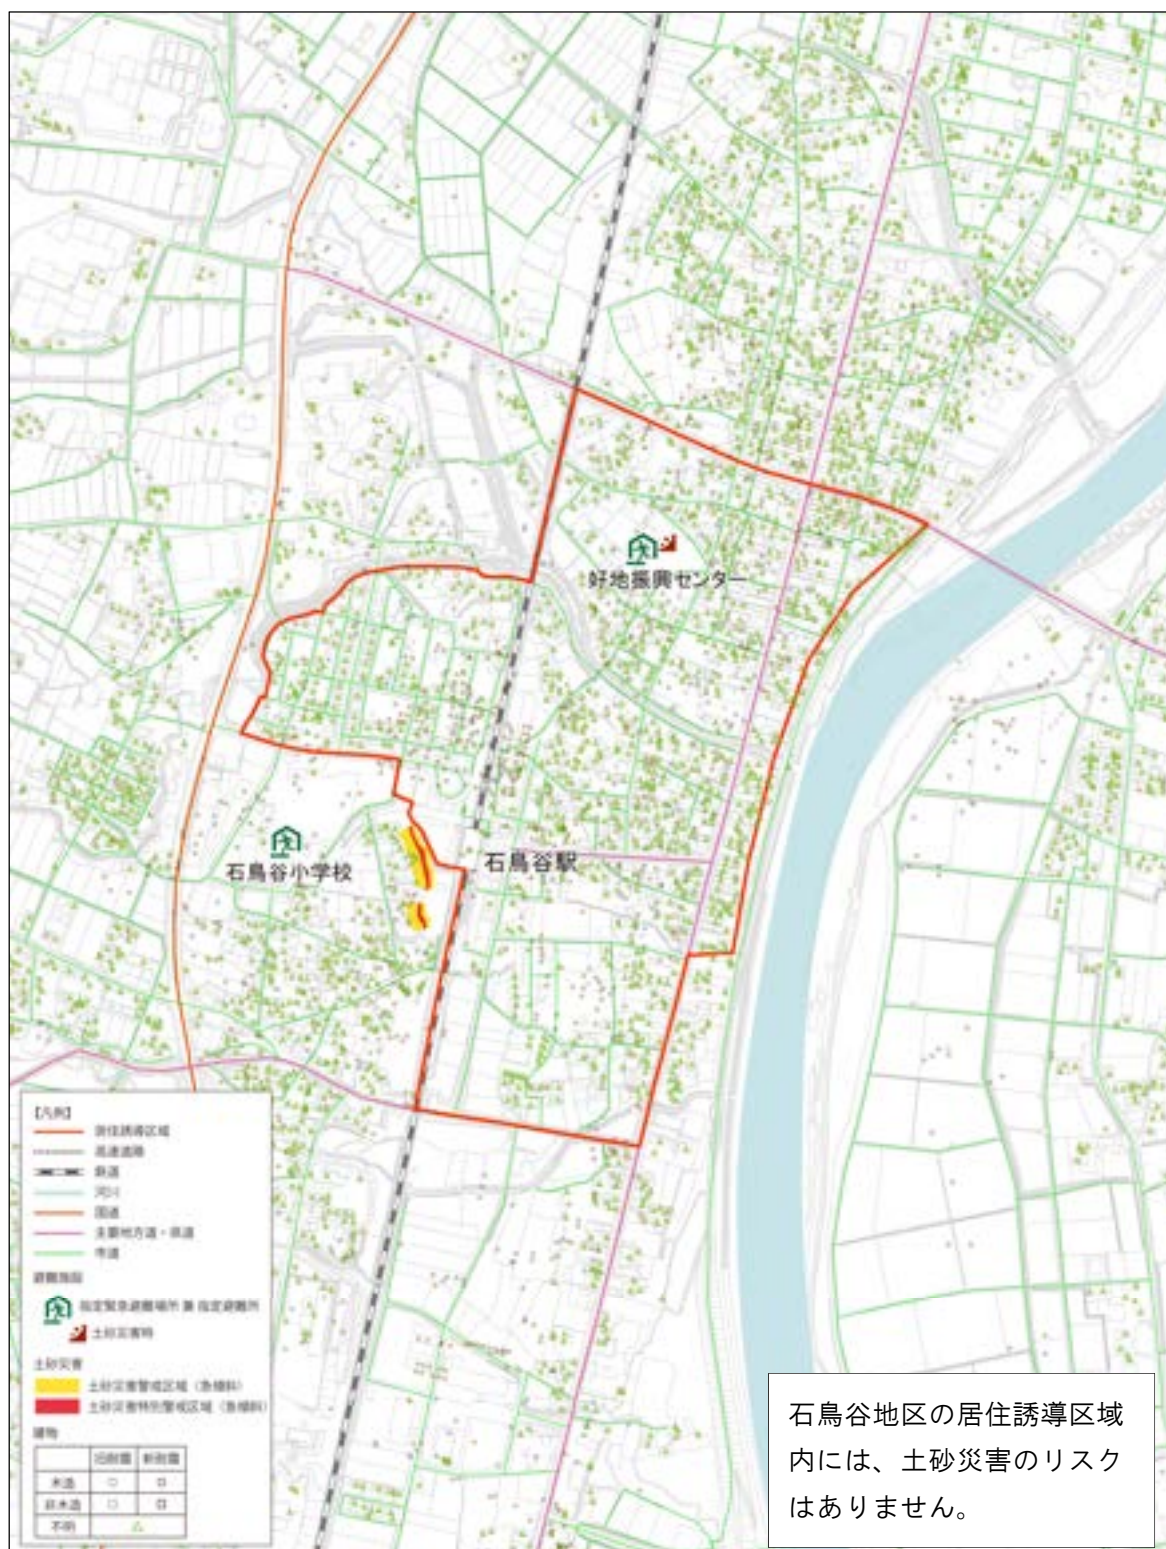 好地振興センター
石鳥谷小学校
石鳥谷駅
【凡例】
居住誘導区域
高速道路
鉄道
河川
国道
主要地方道・県道
市道
避難施設
指定緊急避難場所 兼 指定避難所
土砂災害時
土砂災害
土砂災害警戒区域（急傾斜）
土砂災害特別警戒区域（急傾斜）
建物
旧耐震 新耐震
木造
非木造
不明
石鳥谷地区の居住誘導区域
内には、土砂災害のリスク
はありません。